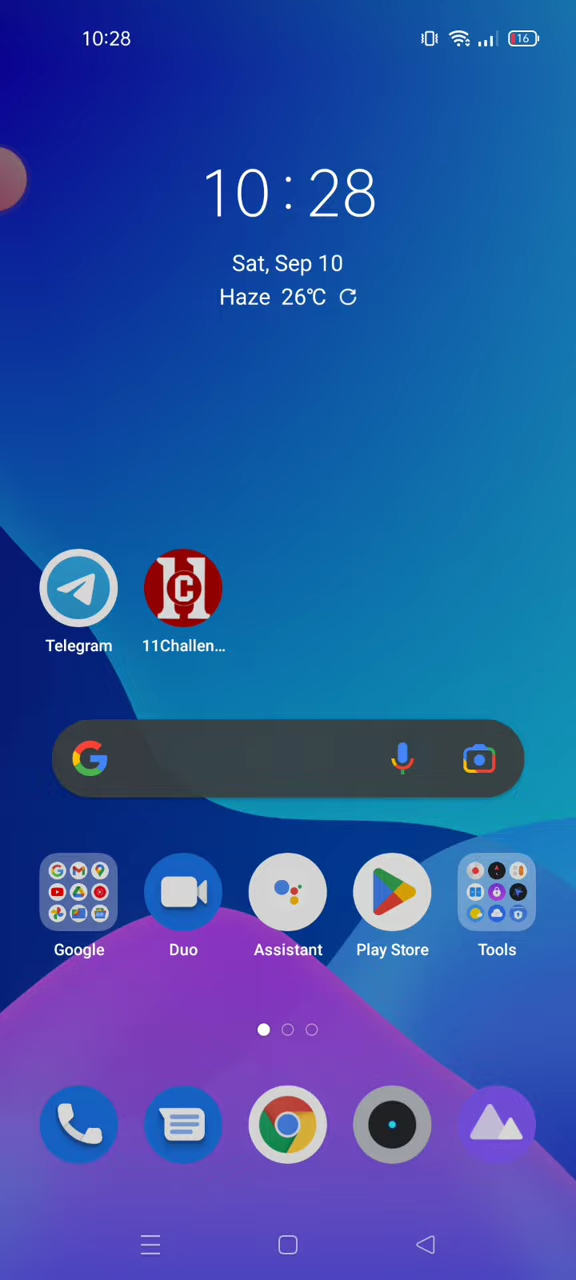 10:28
16
10:28
Sat, Sep 10
Haze 26℃
Telegram
11Challen...
Google
Duo
Assistant
Play Store
Tools